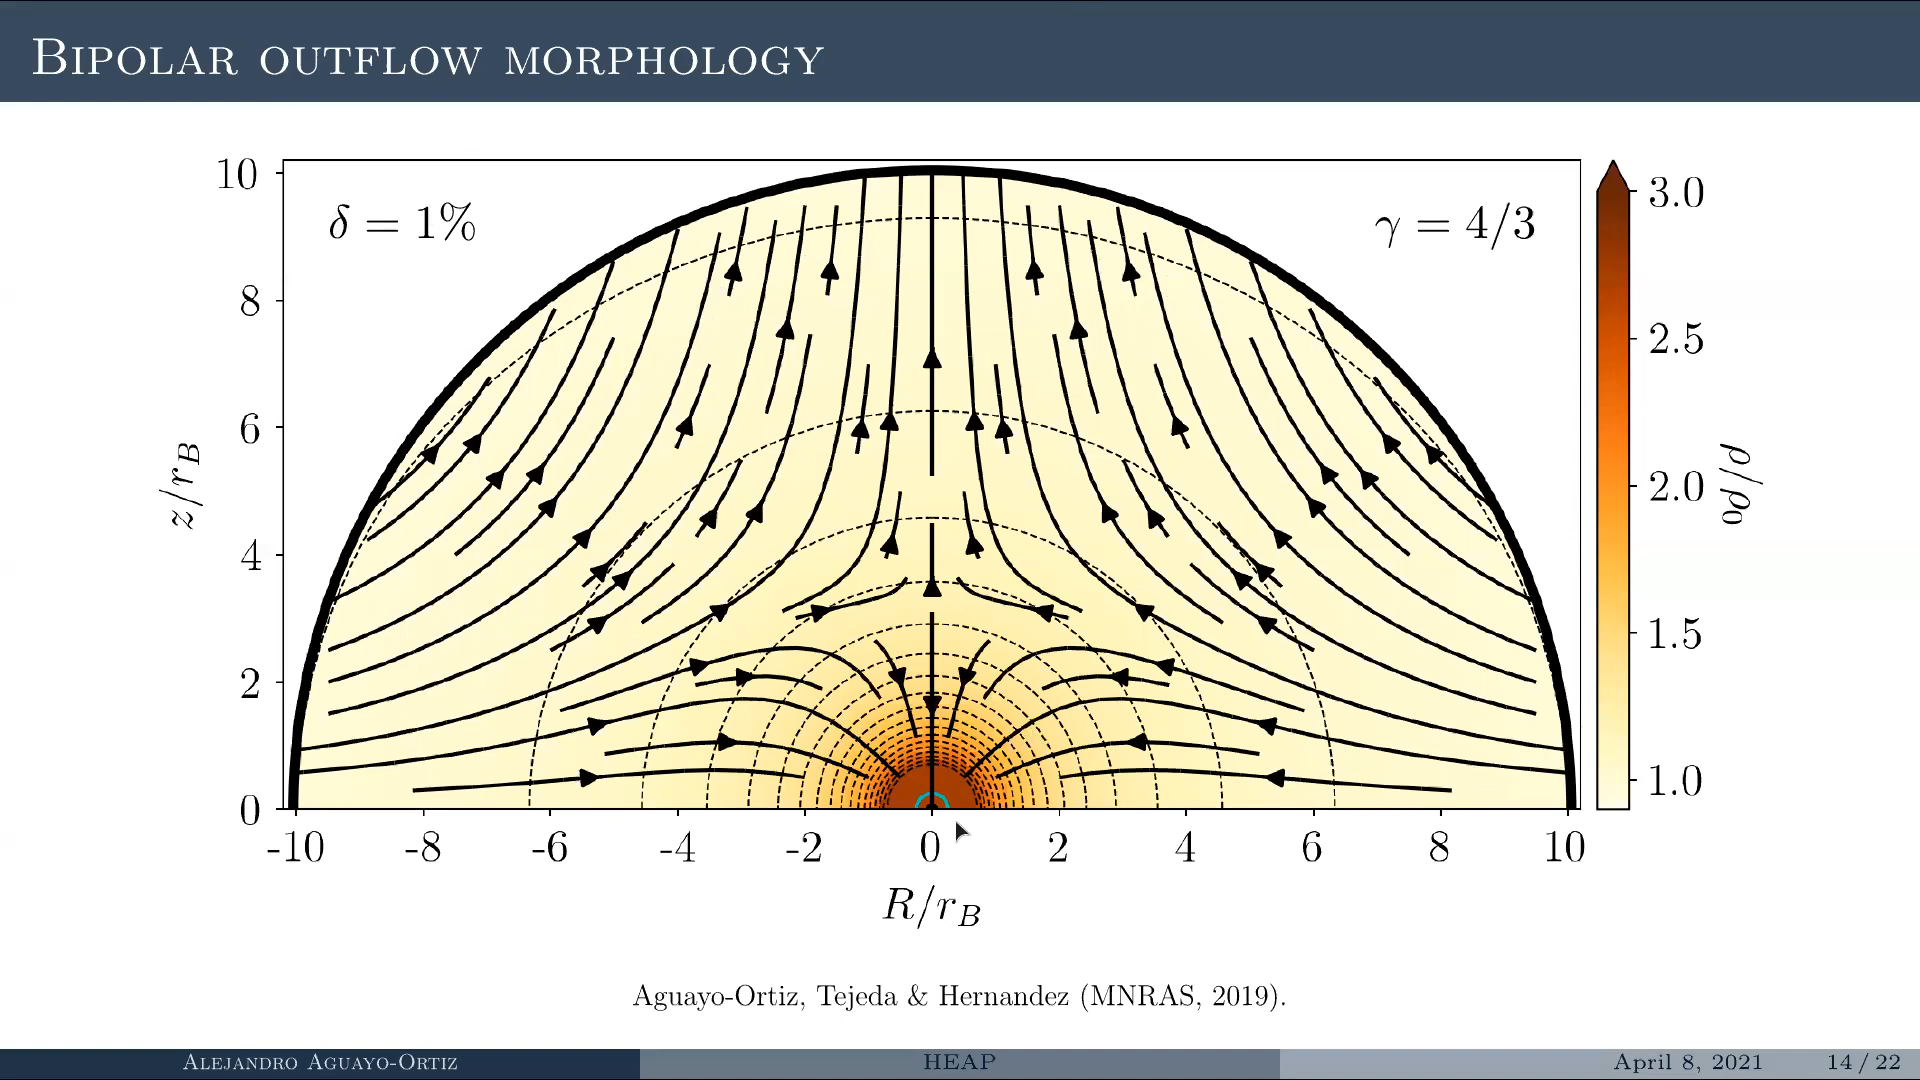 Bipolar outflow morphology
δ = 1%
γ = 4/3
10
8
6
4
2
0
z/r_B
-10 -8 -6 -4 -2 0 2 4 6 8 10
R/r_B
3.0
2.5
2.0
1.5
1.0
ρ/ρ₀
Aguayo-Ortiz, Tejeda & Hernandez (MNRAS, 2019).
Alejandro Aguayo-Ortiz HEAP April 8, 2021 14 / 22